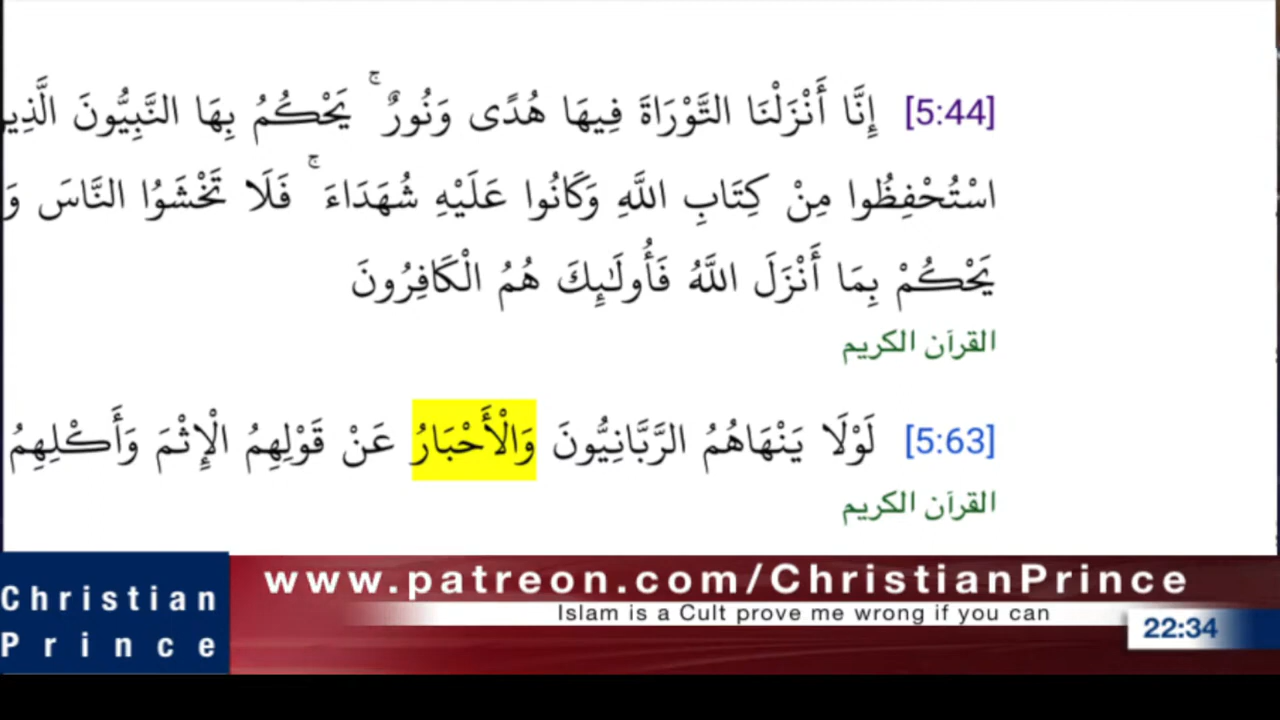 [5:44] إِنَّا أَنْزَلْنَا التَّوْرَاةَ فِيهَا هُدًى وَنُورٌ ۚ يَحْكُمُ بِهَا النَّبِيُّونَ
اسْتُحْفِظُوا مِنْ كِتَابِ اللَّهِ وَكَانُوا عَلَيْهِ شُهَدَاءَ ۚ فَلَا تَخْشَوُا النَّاسَ
يَحْكُمْ بِمَا أَنْزَلَ اللَّهُ فَأُولَٰئِكَ هُمُ الْكَافِرُونَ
القرآن الكريم
[5:63] لَوْلَا يَنْهَاهُمُ الرَّبَّانِيُّونَ وَالْأَحْبَارُ عَنْ قَوْلِهِمُ الْإِثْمَ وَأَكْلِهِمُ
القرآن الكريم
www.patreon.com/ChristianPrince
Islam is a Cult prove me wrong if you can
Christian
Prince
22:34